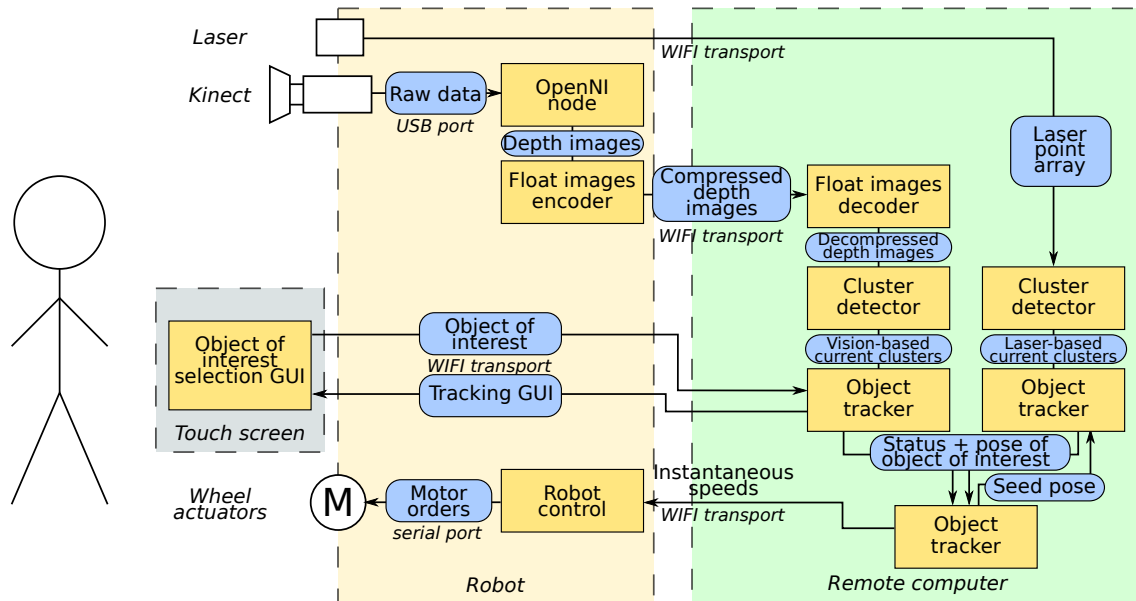 Laser
WIFI transport
Kinect
Raw data
USB port
OpenNI
node
Depth images
Float images
encoder
Compressed
depth
images
WIFI transport
Float images
decoder
Laser
point
array
Decompressed
depth images
Cluster
detector
Cluster
detector
Vision-based
current clusters
Laser-based
current clusters
Object of
interest
selection GUI
Touch screen
Object of
interest
WIFI transport
Tracking GUI
Object
tracker
Object
tracker
Status + pose of
object of interest
Seed pose
Wheel
actuators
M
Motor
orders
serial port
Robot
control
Instantaneous
speeds
WIFI transport
Object
tracker
Robot
Remote computer